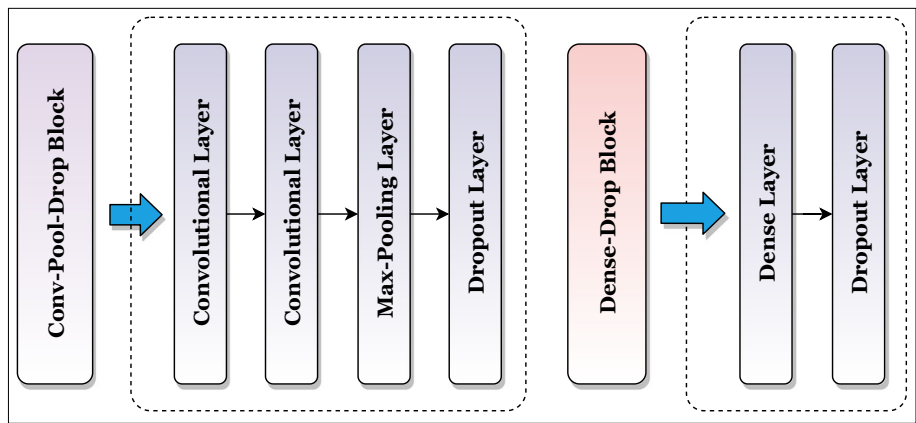 Conv-Pool-Drop Block
Convolutional Layer
Convolutional Layer
Max-Pooling Layer
Dropout Layer
Dense-Drop Block
Dense Layer
Dropout Layer